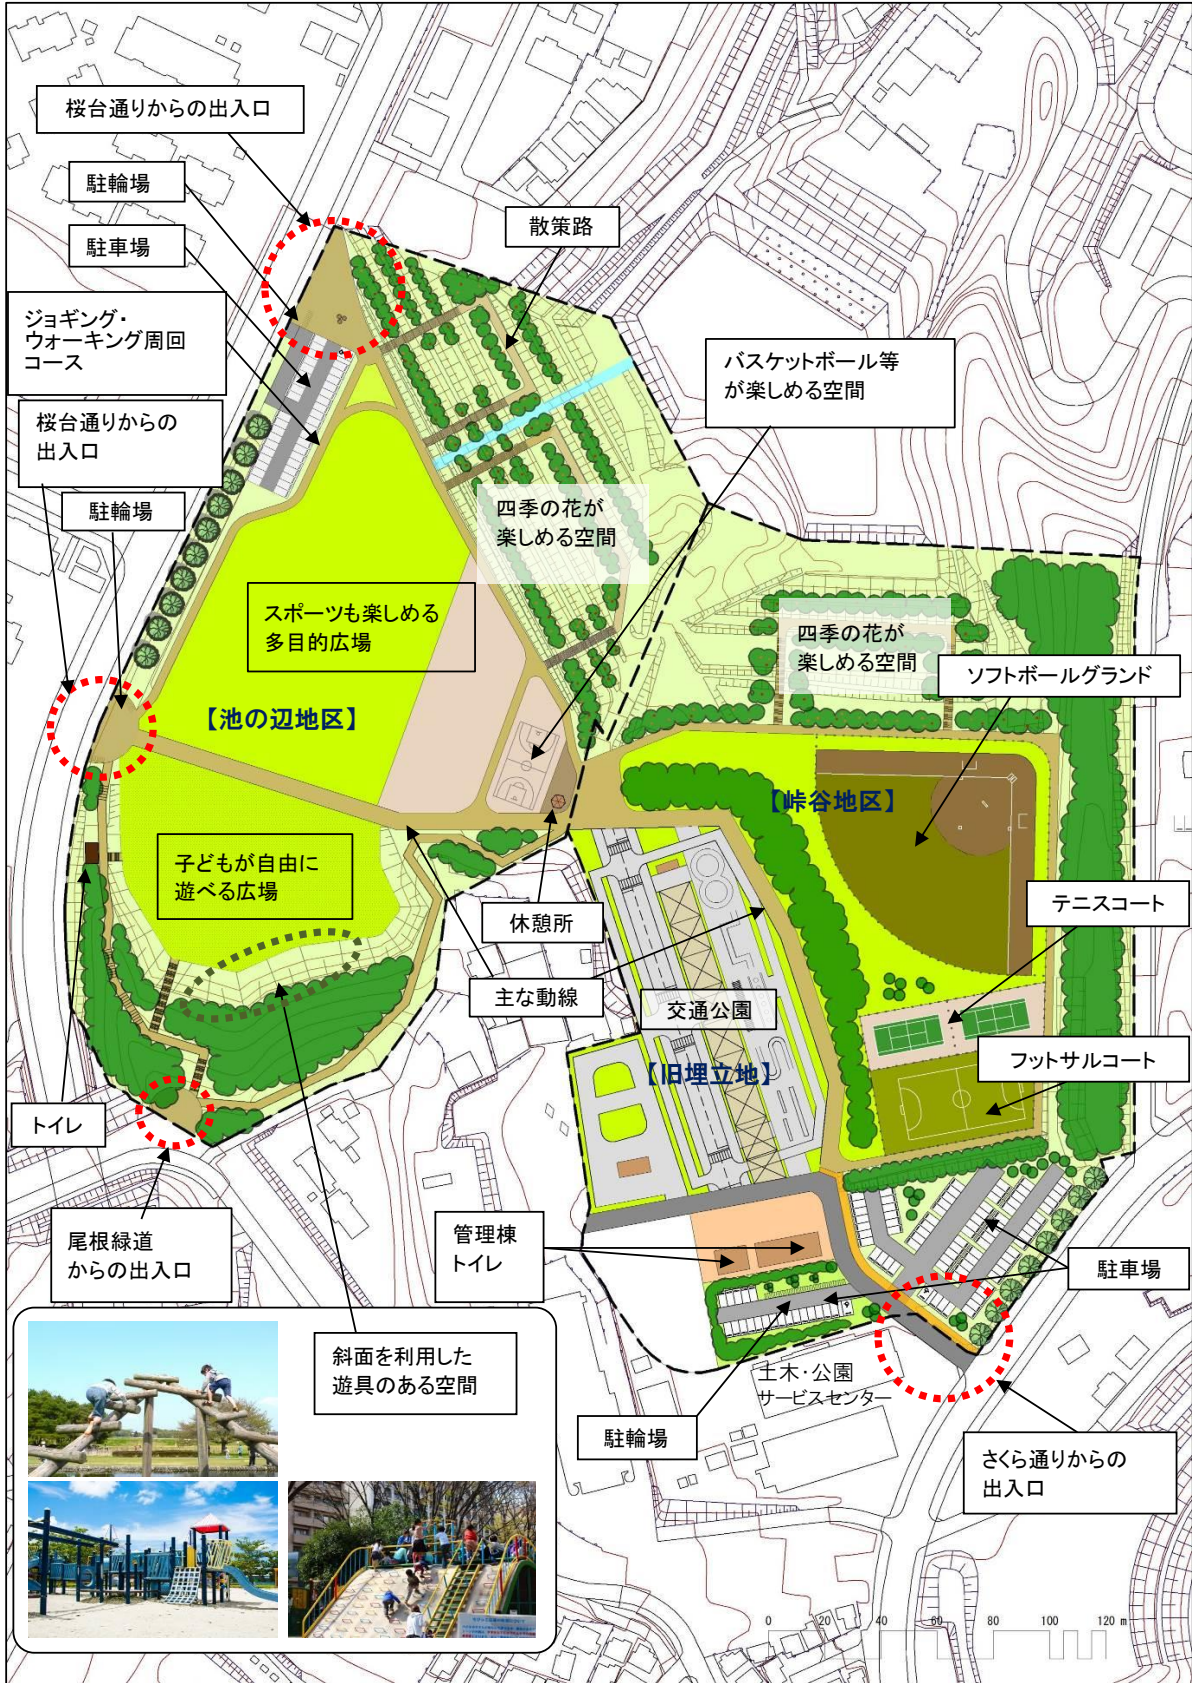 桜台通りからの出入口
駐輪場
散策路
駐車場
ジョギング・
ウォーキング周回
コース
バスケットボール等
が楽しめる空間
桜台通りからの
出入口
駐輪場
四季の花が
楽しめる空間
スポーツも楽しめる
多目的広場
四季の花が
楽しめる空間
ソフトボールグランド
【池の辺地区】
【峠谷地区】
子どもが自由に
遊べる広場
テニスコート
休憩所
主な動線
交通公園
フットサルコート
【旧埋立地】
トイレ
尾根緑道
からの出入口
管理棟
トイレ
駐車場
斜面を利用した
遊具のある空間
土木・公園
サービスセンター
駐輪場
さくら通りからの
出入口
0 20 40 60 80 100 120 m